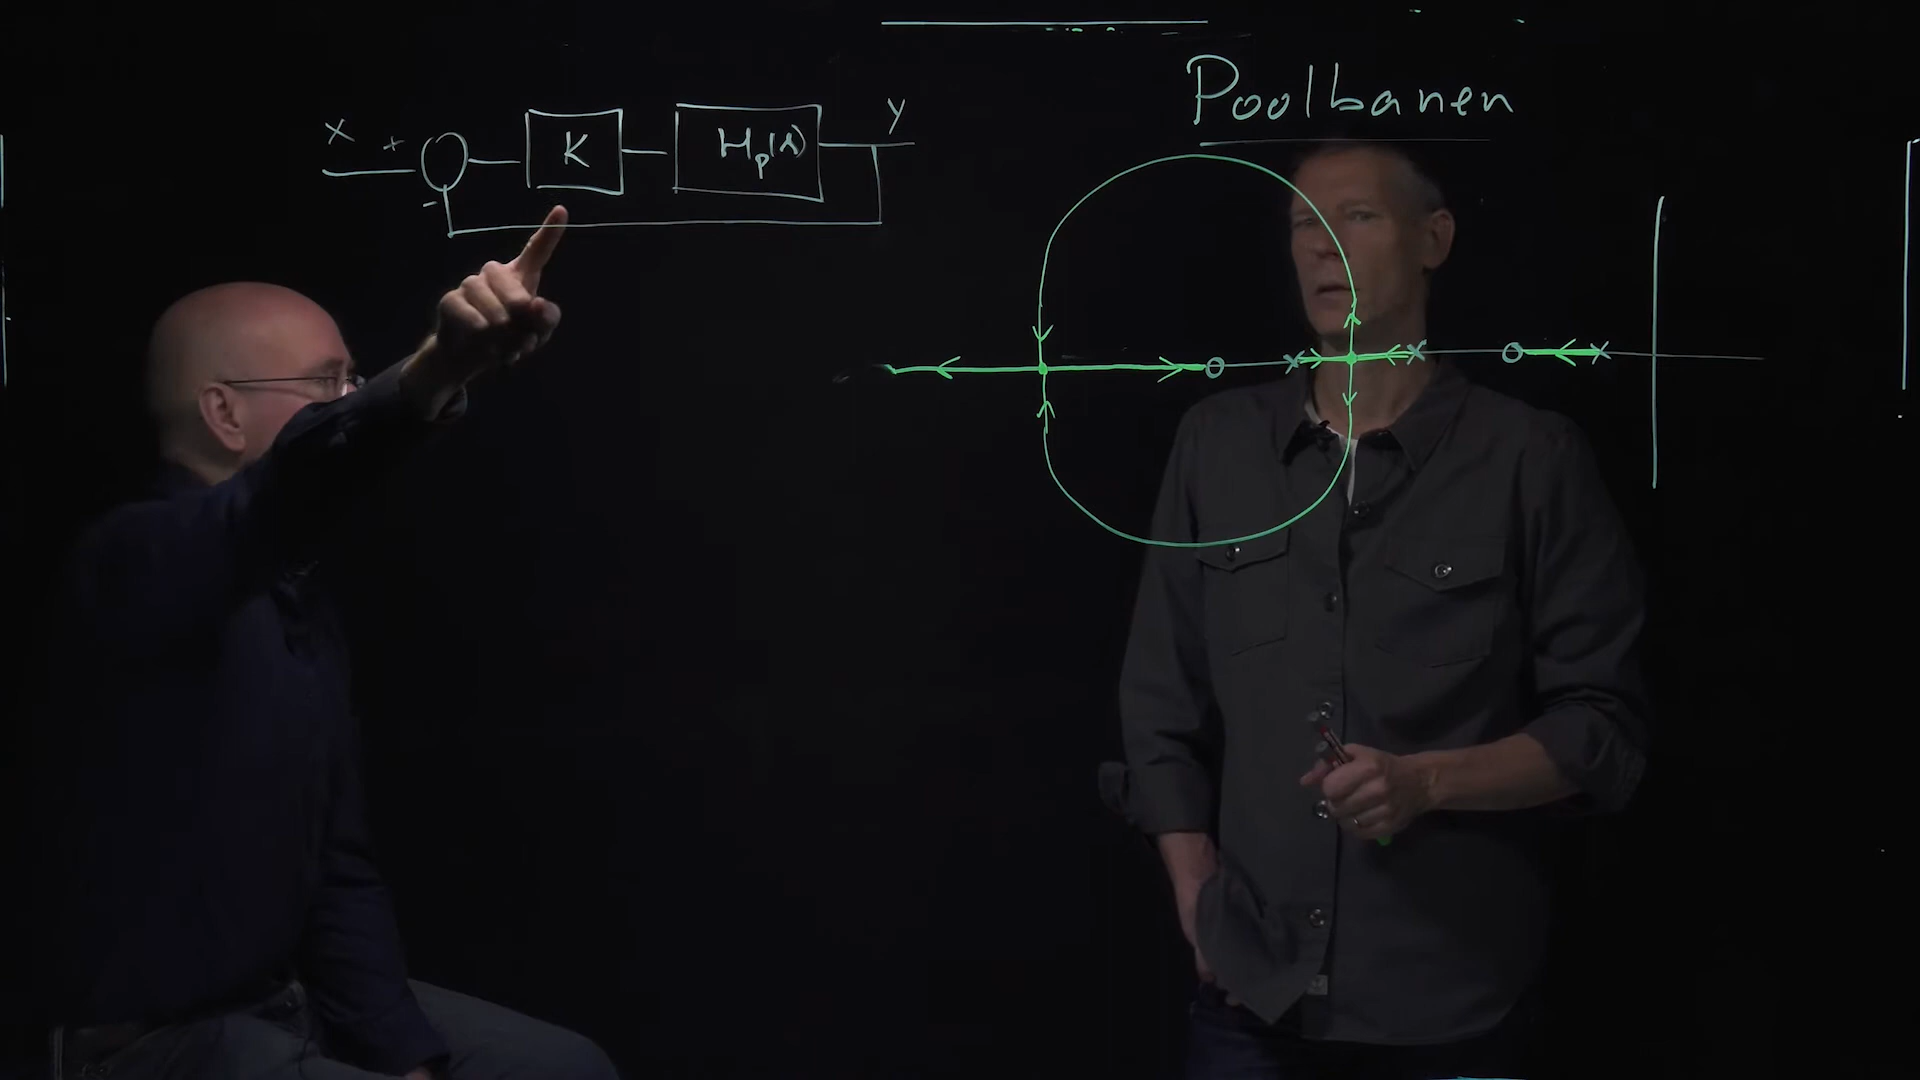 Poolbanen
x + K Hp(s) y
-